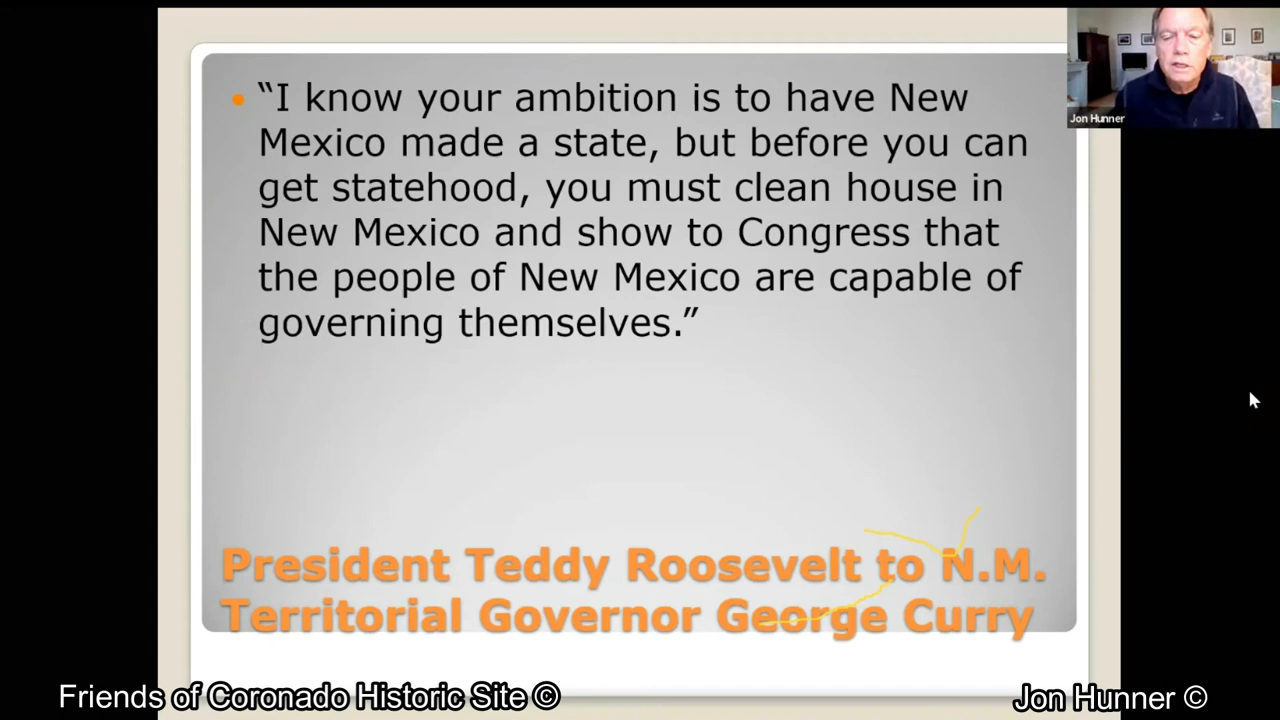 “I know your ambition is to have New
Mexico made a state, but before you can
get statehood, you must clean house in
New Mexico and show to Congress that
the people of New Mexico are capable of
governing themselves.”
Jon Hunner
President Teddy Roosevelt to N.M.
Territorial Governor George Curry
Friends of Coronado Historic Site ©
Jon Hunner ©